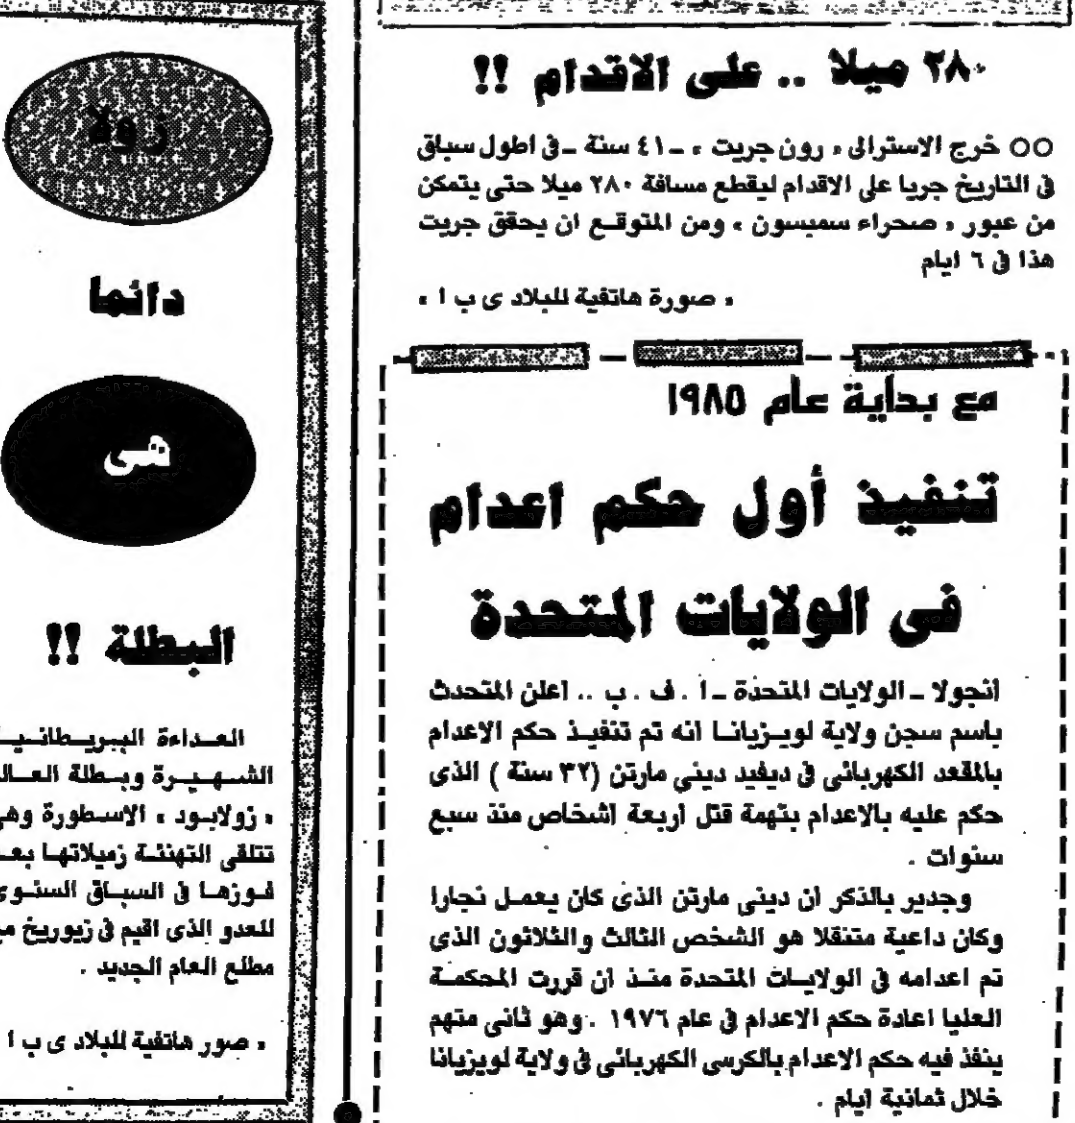 ٢٨٠ ميلا .. على الاقدام !!
○○ خرج الاسترالى « رون جريت » ـ ٤١ سنة ـ فى اطول سباق
فى التاريخ جريا على الاقدام ليقطع مسافة ٢٨٠ ميلا حتى يتمكن
من عبور « صحراء سمبسون » ومن المتوقع ان يحقق جريت
هذا فى ٦ ايام
« صورة هاتفية للبلاد ى ب ا »
مع بداية عام ١٩٨٥
تنفيذ أول حكم اعدام
فى الولايات المتحدة
انجولا ـ الولايات المتحدة ـ ا . ف . ب .. اعلن المتحدث
باسم سجن ولاية لويزيانا انه تم تنفيذ حكم الاعدام
بالمقعد الكهربائى فى ديفيد دينى مارتن (٣٢ سنة ) الذى
حكم عليه بالاعدام بتهمة قتل اربعة اشخاص منذ سبع
سنوات .
وجدير بالذكر ان دينى مارتن الذى كان يعمل نجارا
وكان داعية متنقلا هو الشخص الثالث والثلاثون الذى
تم اعدامه فى الولايات المتحدة منذ ان قررت المحكمة
العليا اعادة حكم الاعدام فى عام ١٩٧٦ . وهو ثانى متهم
ينفذ فيه حكم الاعدام بالكرسى الكهربائى فى ولاية لويزيانا
خلال ثمانية ايام .
زولا
دائما
هى
البطلة !!
العداءة البريطانيـ
الشهيرة وبطلة العـالـ
« زولابود » الاسطورة وهى
تتلقى التهنئة زميلاتها بعـ
فوزها فى السباق السنوى
للعدو الذى اقيم فى زيوريخ مـ
مطلع العام الجديد .
« صور هاتفية للبلاد ى ب ا